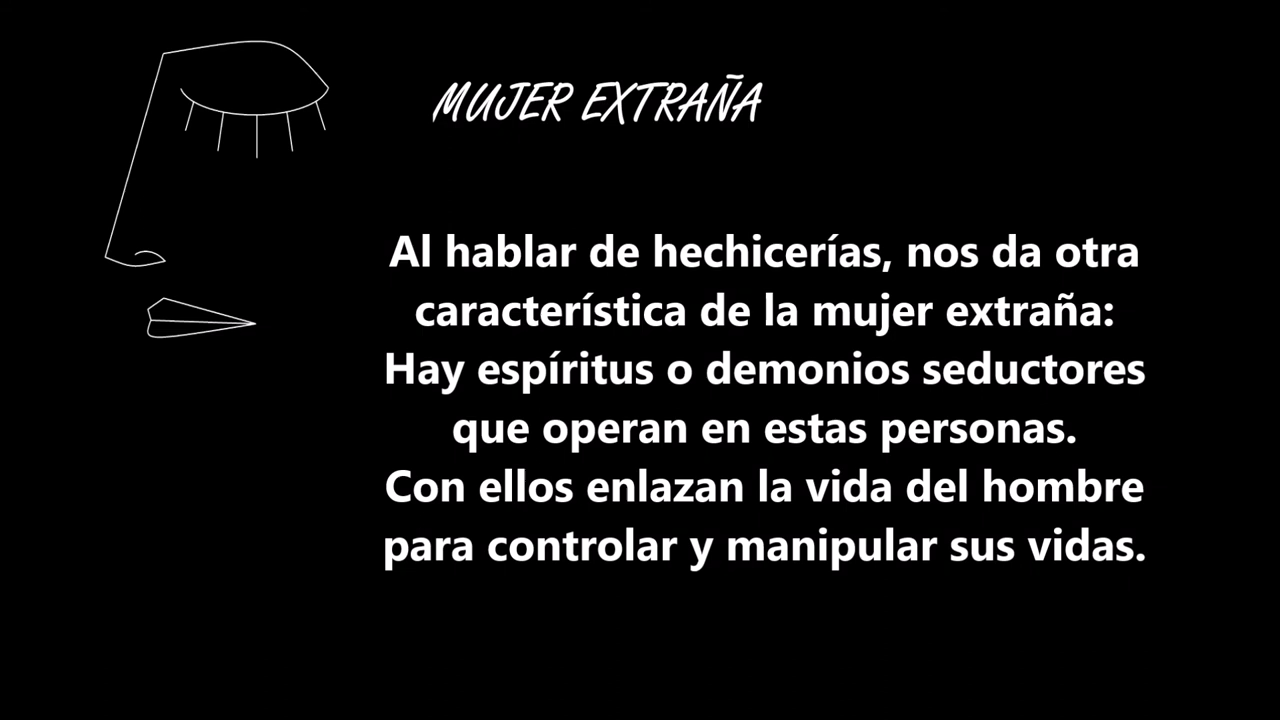 MUJER EXTRAÑA
Al hablar de hechicerías, nos da otra
característica de la mujer extraña:
Hay espíritus o demonios seductores
que operan en estas personas.
Con ellos enlazan la vida del hombre
para controlar y manipular sus vidas.